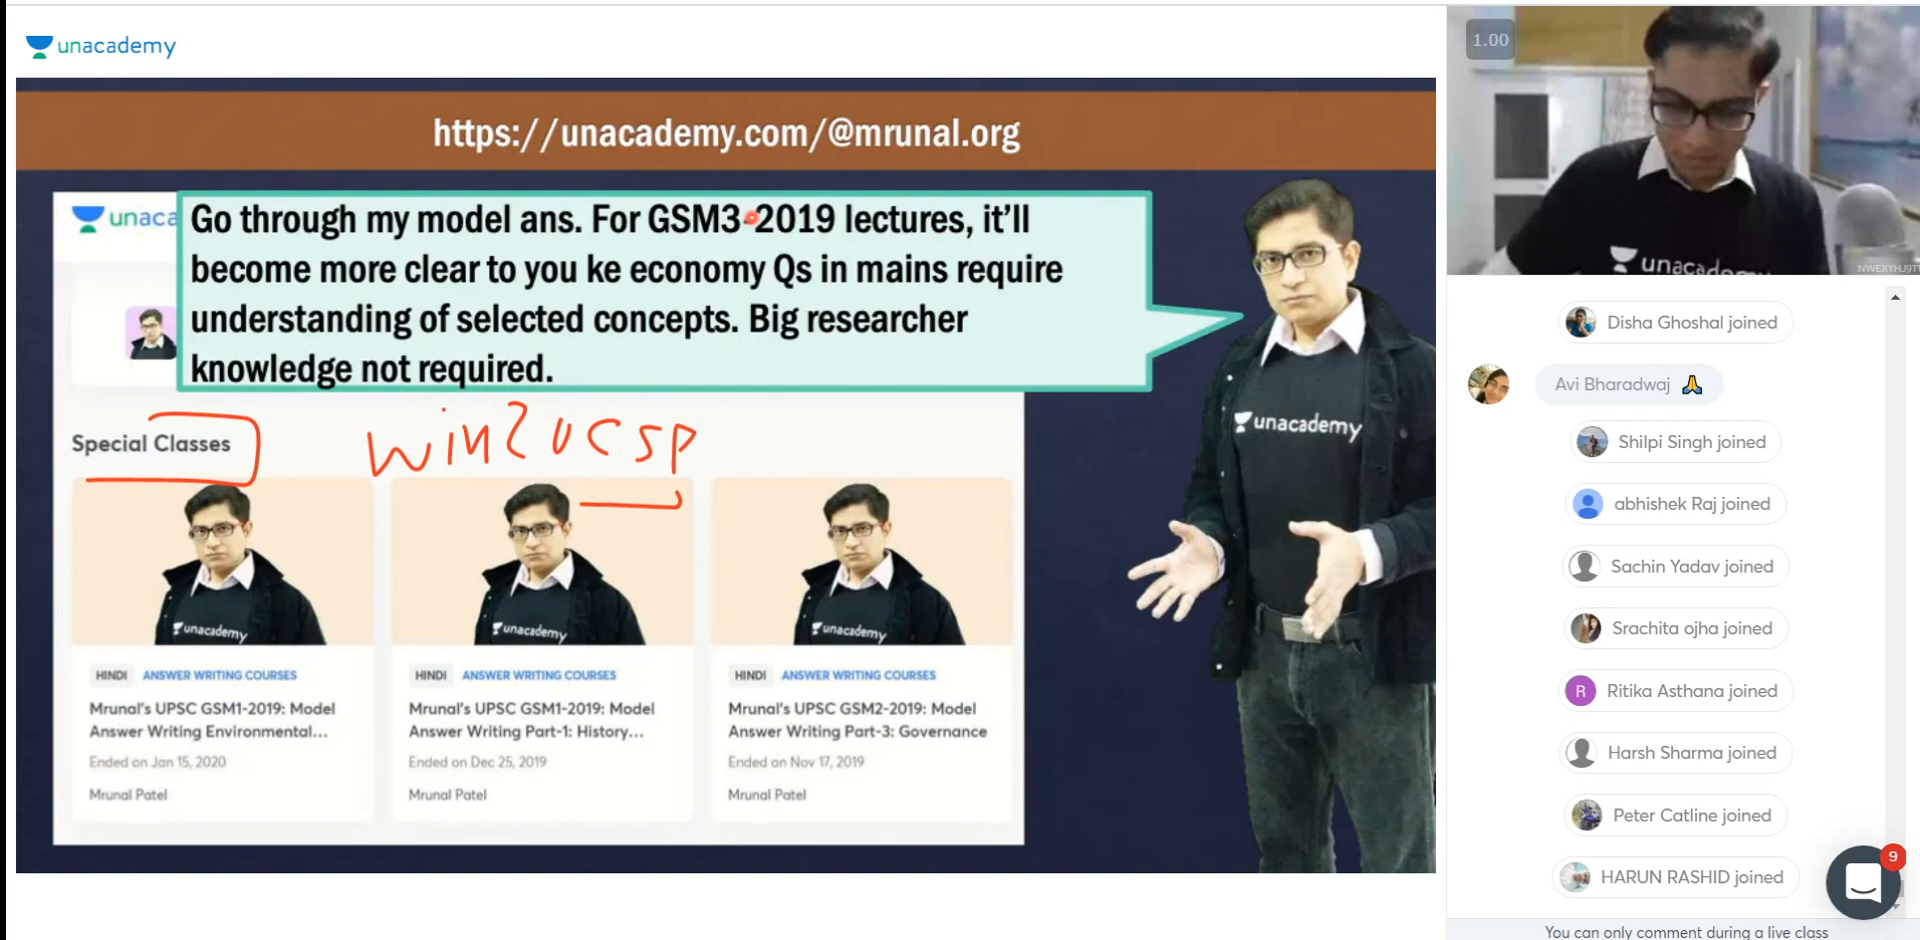 unacademy
https://unacademy.com/@mrunal.org
unaca
Go through my model ans. For GSM3-2019 lectures, it'll
become more clear to you ke economy Qs in mains require
understanding of selected concepts. Big researcher
knowledge not required.
Special Classes
win20csp
unacademy
unacademy
unacademy
unacademy
HINDI ANSWER WRITING COURSES
Mrunal's UPSC GSM1-2019: Model
Answer Writing Environmental...
Ended on Jan 15, 2020
Mrunal Patel
HINDI ANSWER WRITING COURSES
Mrunal's UPSC GSM1-2019: Model
Answer Writing Part-1: History...
Ended on Dec 25, 2019
Mrunal Patel
HINDI ANSWER WRITING COURSES
Mrunal's UPSC GSM2-2019: Model
Answer Writing Part-3: Governance
Ended on Nov 17, 2019
Mrunal Patel
1.00
unacademy
Disha Ghoshal joined
Avi Bharadwaj 🙏
Shilpi Singh joined
abhishek Raj joined
Sachin Yadav joined
Srachita ojha joined
R Ritika Asthana joined
Harsh Sharma joined
Peter Catline joined
HARUN RASHID joined
9
You can only comment during a live class